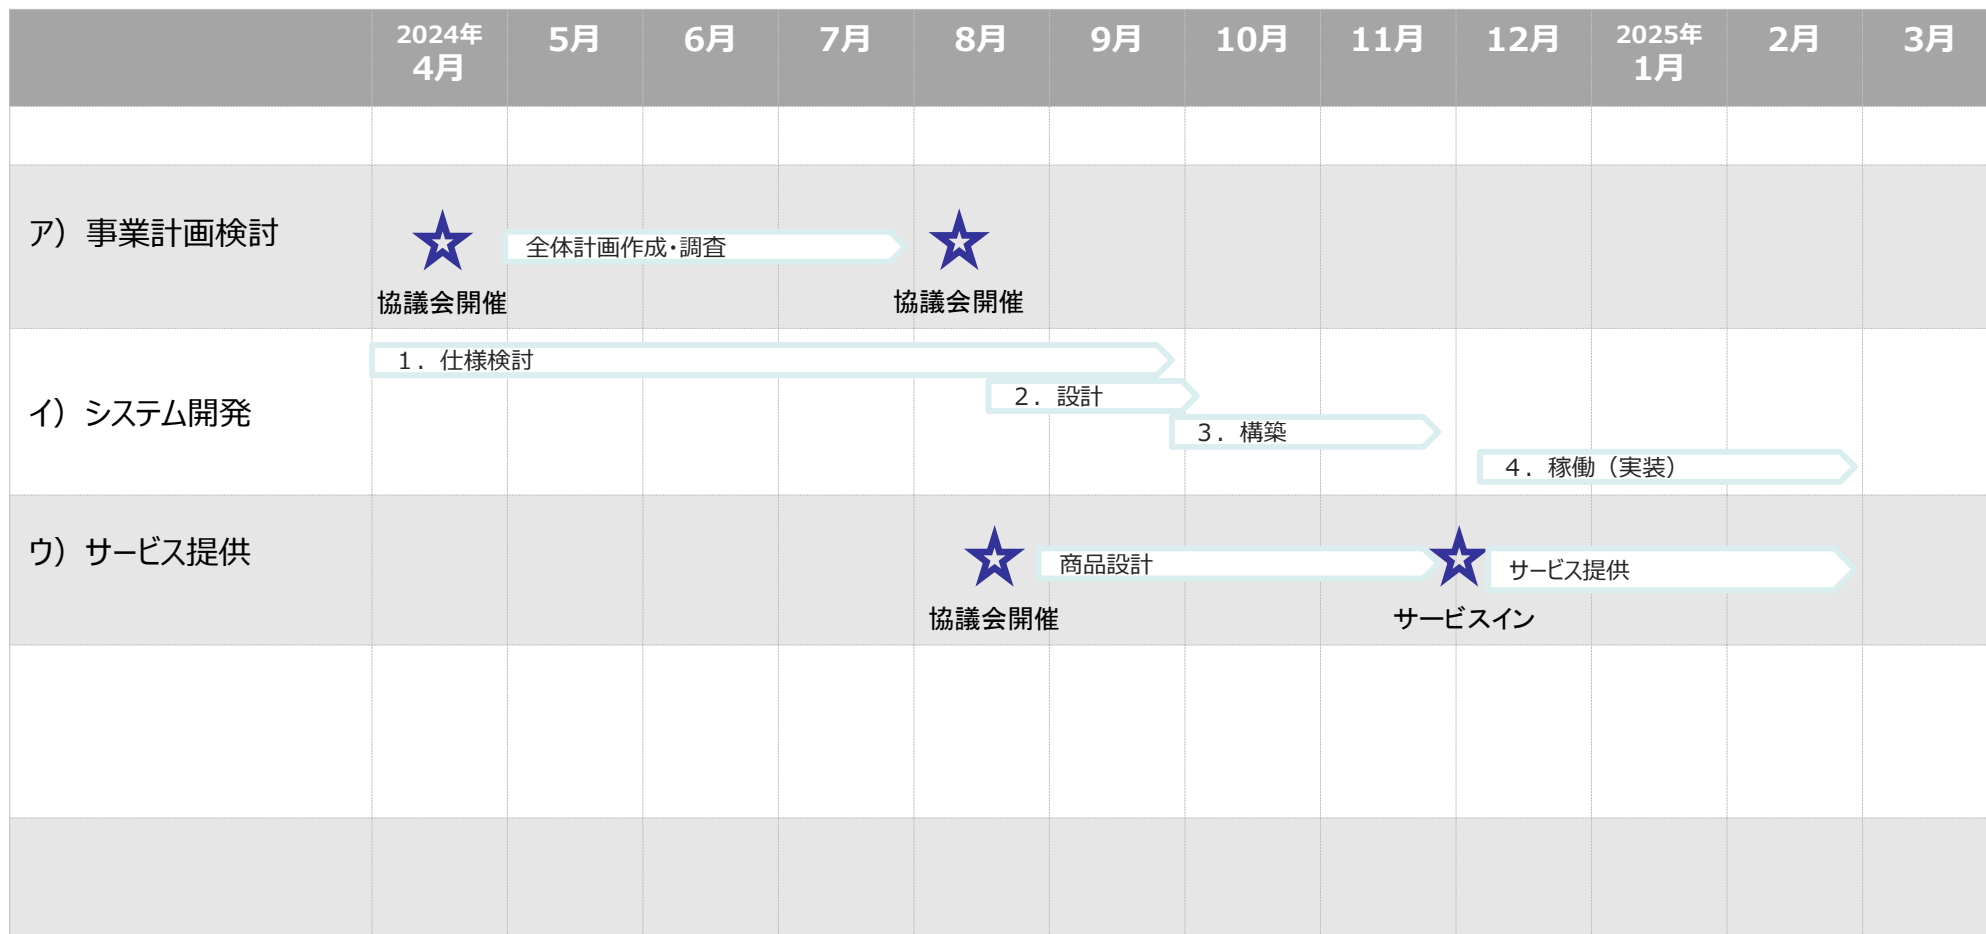 2024年
4月
5月
6月
7月
8月
9月
10月
11月
12月
2025年
1月
2月
3月
ア）事業計画検討
全体計画作成・調査
協議会開催
協議会開催
イ）システム開発
1．仕様検討
2．設計
3．構築
4．稼働（実装）
ウ）サービス提供
商品設計
サービス提供
協議会開催
サービスイン